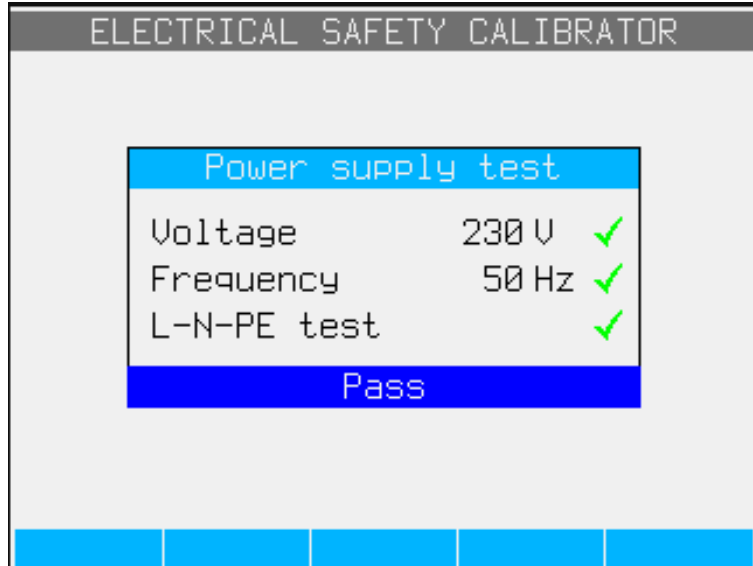 ELECTRICAL SAFETY CALIBRATOR
Power supply test
Voltage 230 V ✓
Frequency 50 Hz ✓
L-N-PE test ✓
Pass